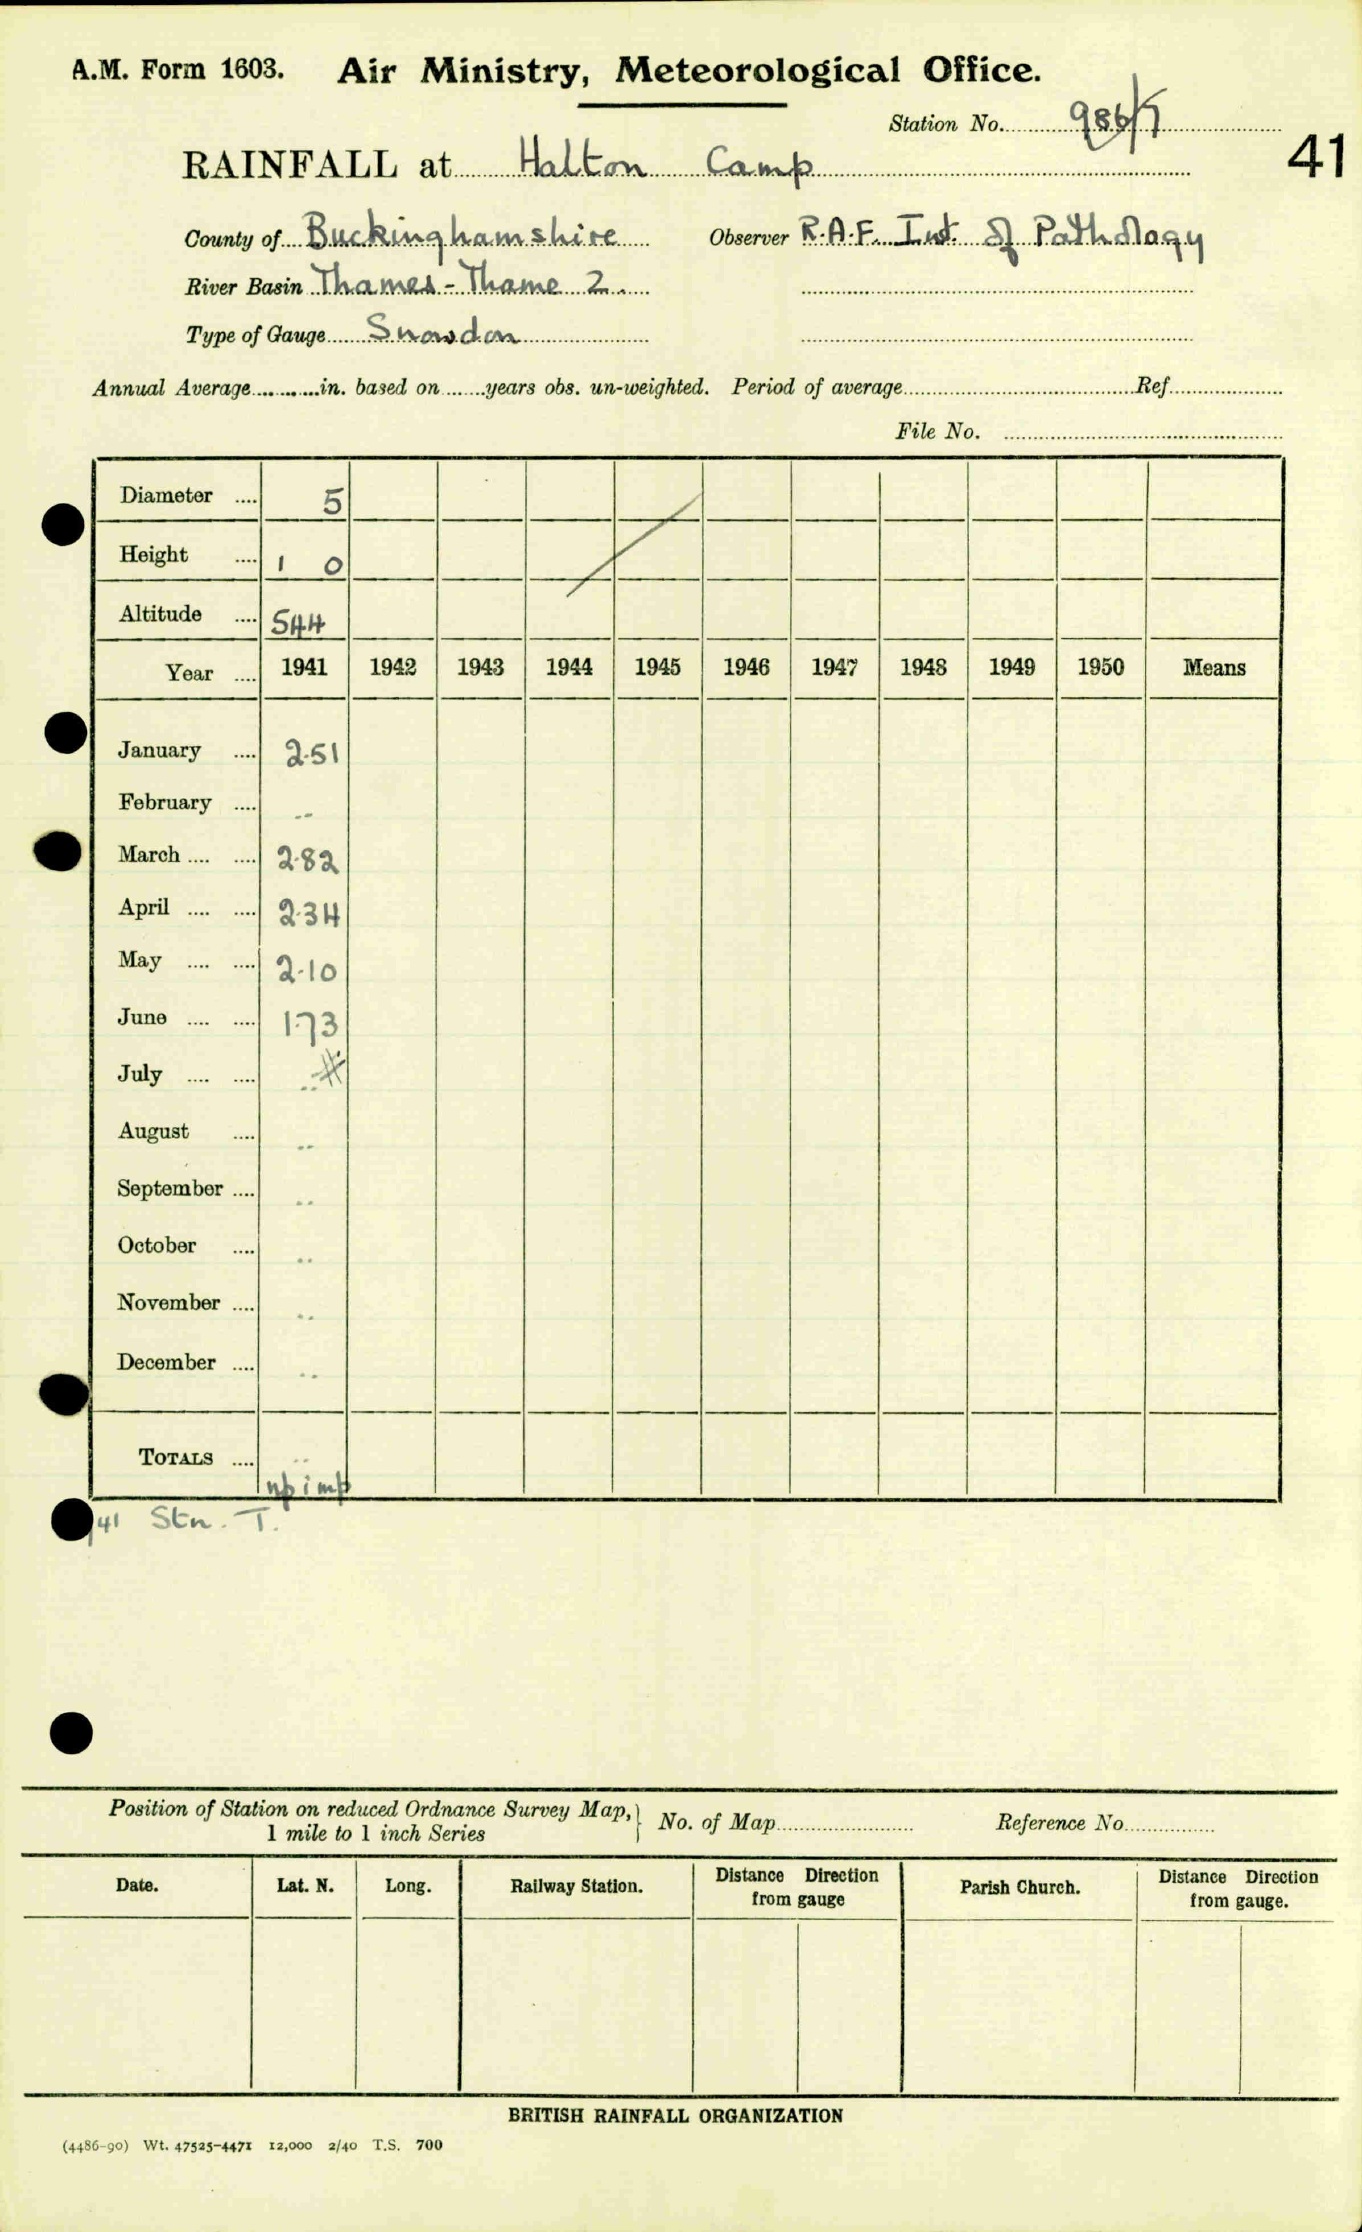 A.M. Form 1603. Air Ministry, Meteorological Office.
Station No. 986/7
41
RAINFALL at Halton Camp
County of Buckinghamshire Observer R.A.F. Inst. of Pathology
River Basin Thames - Thame 2.
Type of Gauge Snowdon
Annual Average in. based on years obs. un-weighted. Period of average Ref.
File No.
Diameter .... 5
Height .... 1 0
Altitude .... 544
Year .... 1941 1942 1943 1944 1945 1946 1947 1948 1949 1950 Means
January .... 2.51
February .... ..
March .... .... 2.82
April .... .... 2.34
May .... .... 2.10
June .... .... 1.73
July .... .... .. #
August .... ..
September .... ..
October .... ..
November .... ..
December .... ..
TOTALS .... ..
np imp
/41 Stn. T.
Position of Station on reduced Ordnance Survey Map, } No. of Map Reference No.
1 mile to 1 inch Series
Date. Lat. N. Long. Railway Station. Distance Direction from gauge Parish Church. Distance Direction from gauge.
BRITISH RAINFALL ORGANIZATION
(4486-90) Wt. 47525-4471 12,000 2/40 T.S. 700